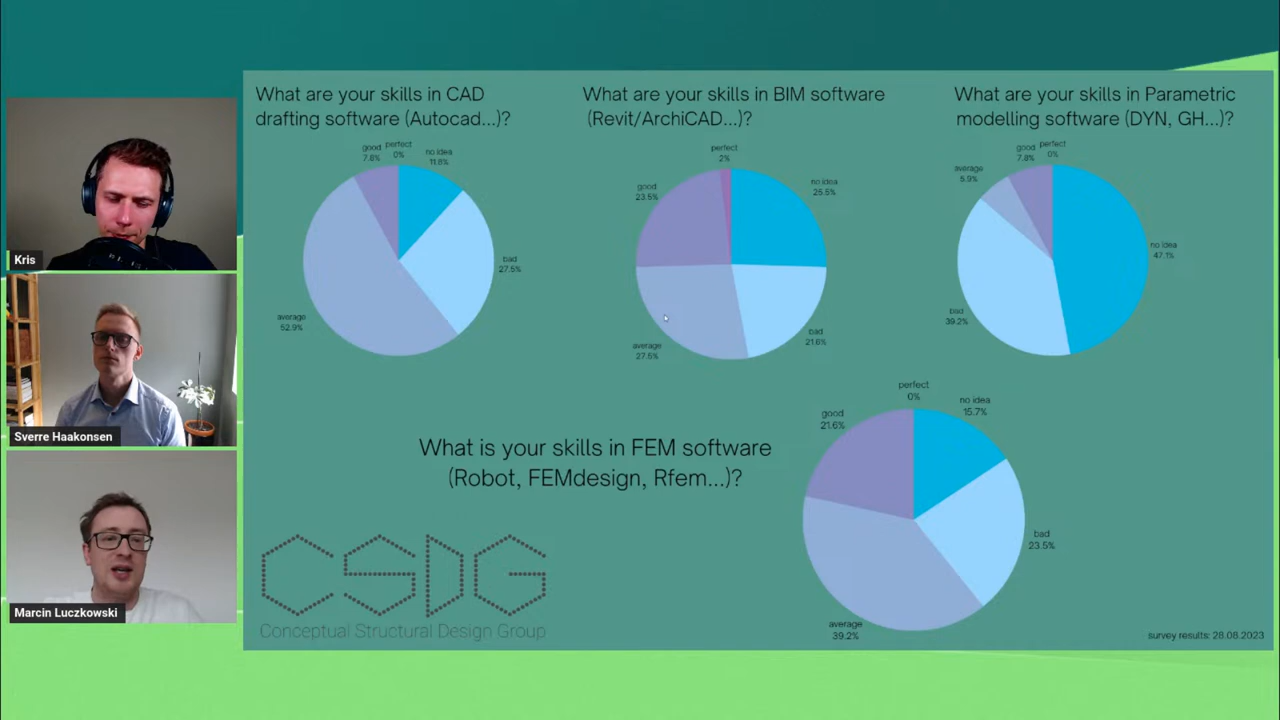 Kris
Sverre Haakonsen
Marcin Luczkowski
What are your skills in CAD
drafting software (Autocad...)?
good
7.8%
perfect
0%
no idea
11.8%
bad
27.5%
average
52.9%
What are your skills in BIM software
(Revit/ArchiCAD...)?
perfect
2%
good
23.5%
no idea
25.5%
bad
21.6%
average
27.5%
What are your skills in Parametric
modelling software (DYN, GH...)?
good
7.8%
perfect
0%
average
5.9%
no idea
47.1%
bad
39.2%
What is your skills in FEM software
(Robot, FEMdesign, Rfem...)?
perfect
0%
no idea
15.7%
good
21.6%
bad
23.5%
average
39.2%
CSDG
Conceptual Structural Design Group
survey results: 28.08.2023